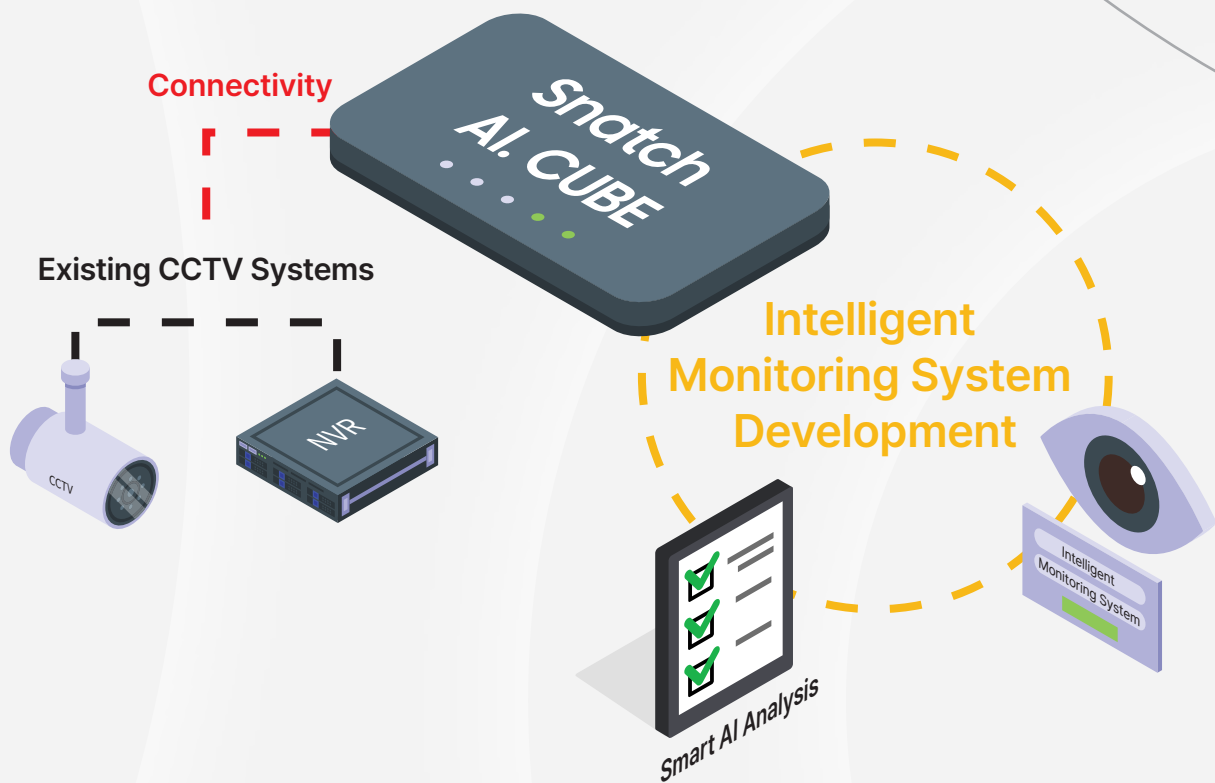 Connectivity
Snatch
AI. CUBE
Existing CCTV Systems
CCTV
NVR
Intelligent
Monitoring System
Development
Intelligent
Monitoring System
Smart AI Analysis